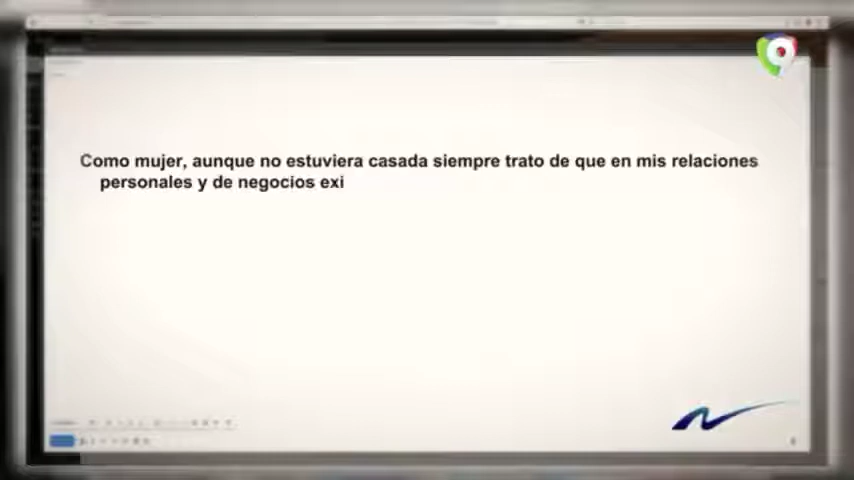 Como mujer, aunque no estuviera casada siempre trato de que en mis relaciones
personales y de negocios exi